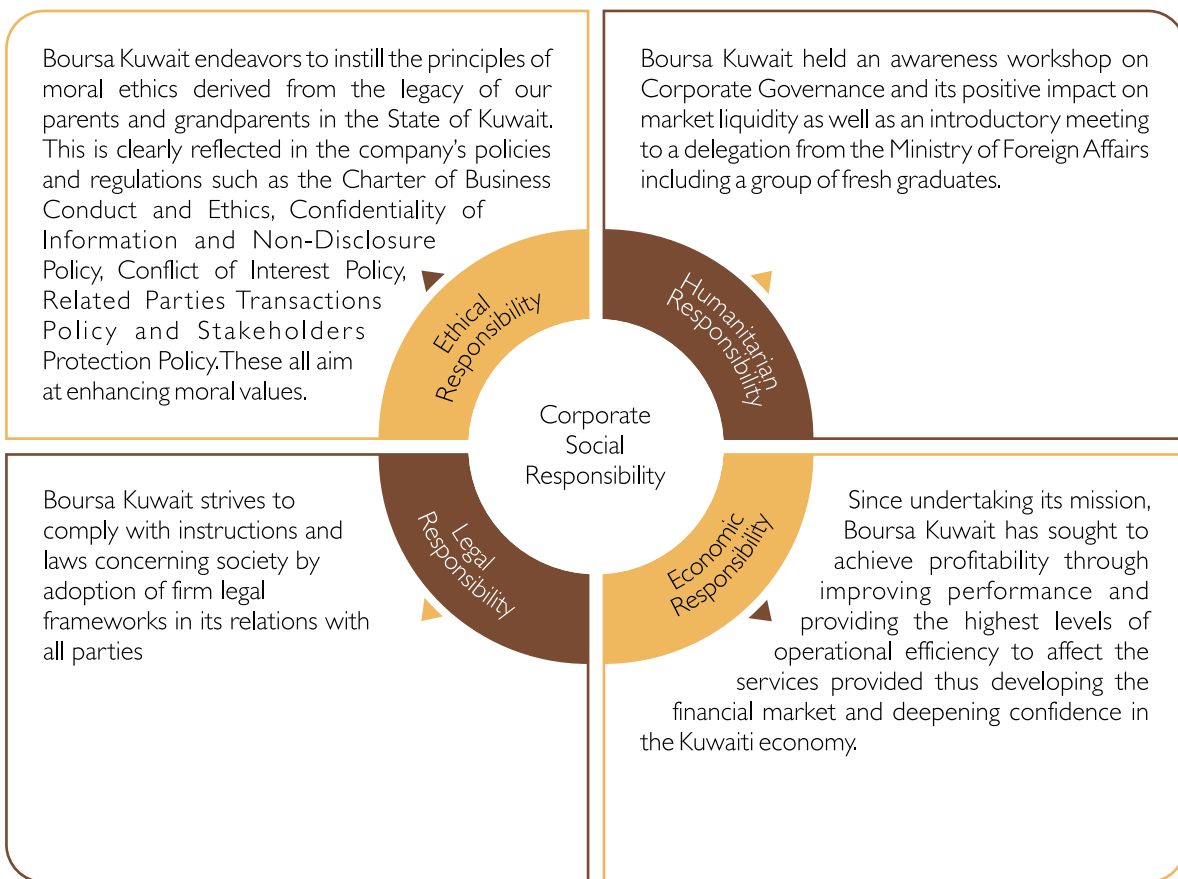 Boursa Kuwait endeavors to instill the principles of
moral ethics derived from the legacy of our
parents and grandparents in the State of Kuwait.
This is clearly reflected in the company’s policies
and regulations such as the Charter of Business
Conduct and Ethics, Confidentiality of
Information and Non-Disclosure
Policy, Conflict of Interest Policy,
Related Parties Transactions
Policy and Stakeholders
Protection Policy.These all aim
at enhancing moral values.
Boursa Kuwait held an awareness workshop on
Corporate Governance and its positive impact on
market liquidity as well as an introductory meeting
to a delegation from the Ministry of Foreign Affairs
including a group of fresh graduates.
Ethical
Responsibility
Humanitarian
Responsibility
Corporate
Social
Responsibility
Legal
Responsibility
Economic
Responsibility
Boursa Kuwait strives to
comply with instructions and
laws concerning society by
adoption of firm legal
frameworks in its relations with
all parties
Since undertaking its mission,
Boursa Kuwait has sought to
achieve profitability through
improving performance and
providing the highest levels of
operational efficiency to affect the
services provided thus developing the
financial market and deepening confidence in
the Kuwaiti economy.